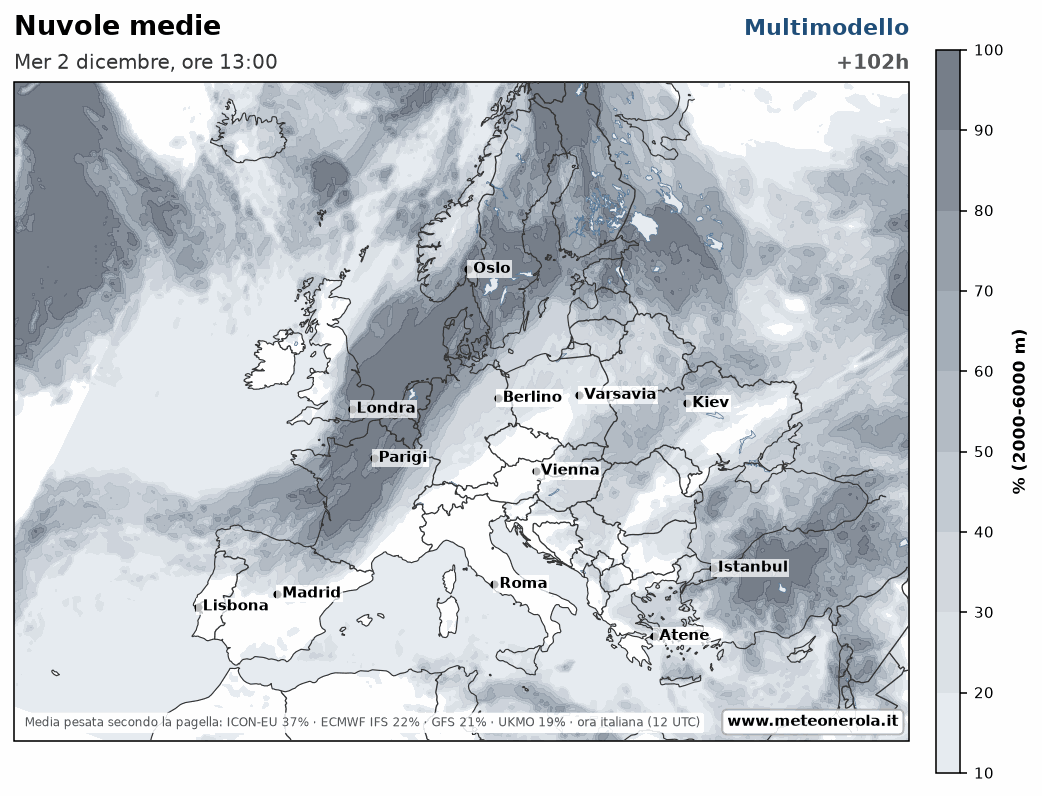 Nuvole medie
Multimodello
Mer 2 dicembre, ore 13:00
+102h
100
90
80
70
60
50
40
30
20
10
% (2000-6000 m)
Oslo
Londra
Berlino
Varsavia
Kiev
Parigi
Vienna
Istanbul
Roma
Madrid
Lisbona
Atene
Media pesata secondo la pagella: ICON-EU 37% · ECMWF IFS 22% · GFS 21% · UKMO 19% · ora italiana (12 UTC)
www.meteonerola.it